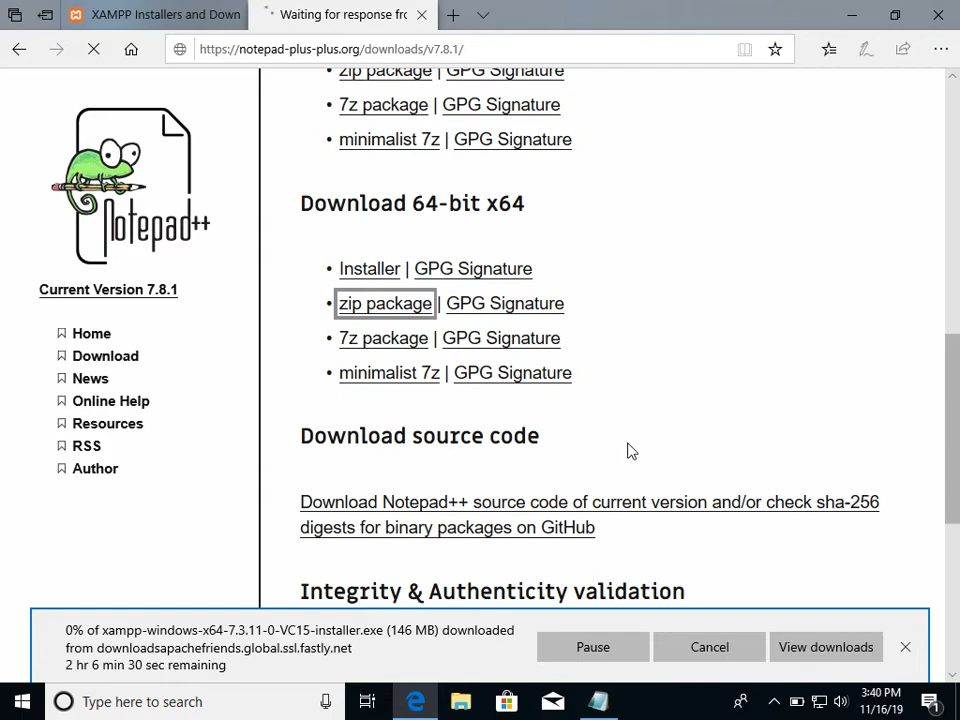 XAMPP Installers and Down
Waiting for response fro
https://notepad-plus-plus.org/downloads/v7.8.1/
zip package | GPG Signature
• 7z package | GPG Signature
• minimalist 7z | GPG Signature
Notepad++
Current Version 7.8.1
Home
Download
News
Online Help
Resources
RSS
Author
Download 64-bit x64
• Installer | GPG Signature
• zip package | GPG Signature
• 7z package | GPG Signature
• minimalist 7z | GPG Signature
Download source code
Download Notepad++ source code of current version and/or check sha-256
digests for binary packages on GitHub
Integrity & Authenticity validation
0% of xampp-windows-x64-7.3.11-0-VC15-installer.exe (146 MB) downloaded
from downloadsapachefriends.global.ssl.fastly.net
2 hr 6 min 30 sec remaining
Pause
Cancel
View downloads
Type here to search
3:40 PM
11/16/19
1